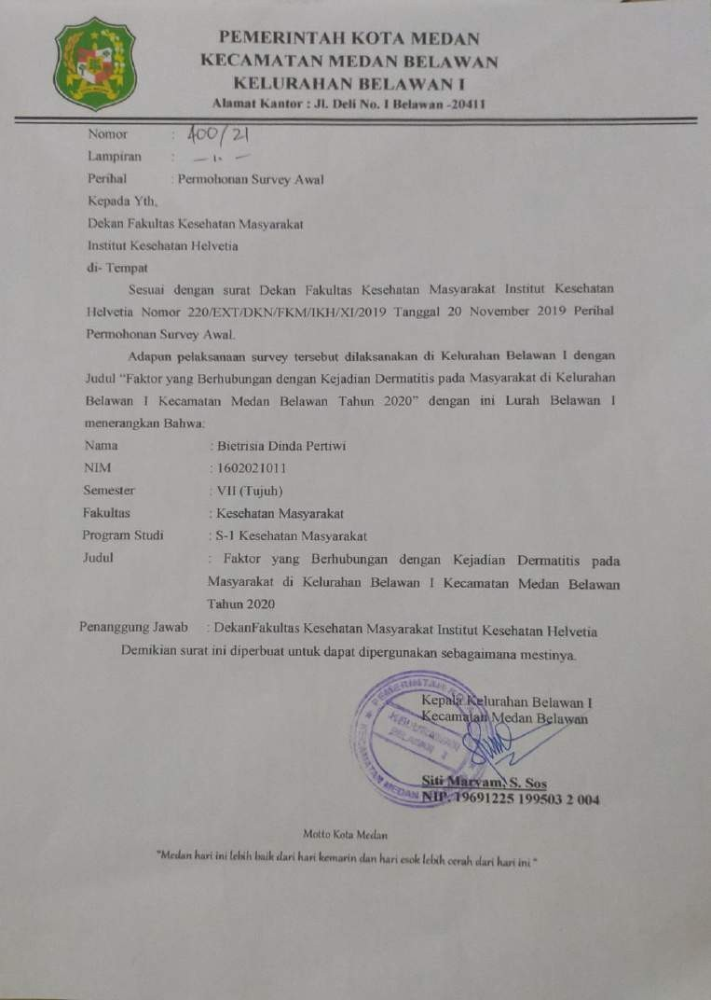 PEMERINTAH KOTA MEDAN
KECAMATAN MEDAN BELAWAN
KELURAHAN BELAWAN I
Alamat Kantor : Jl. Deli No. 1 Belawan -20411
Nomor : 400/21
Lampiran : - 1. -
Perihal : Permohonan Survey Awal
Kepada Yth,
Dekan Fakultas Kesehatan Masyarakat
Institut Kesehatan Helvetia
di- Tempat
Sesuai dengan surat Dekan Fakultas Kesehatan Masyarakat Institut Kesehatan
Helvetia Nomor 220/EXT/DKN/FKM/IKH/XI/2019 Tanggal 20 November 2019 Perihal
Permohonan Survey Awal.
Adapun pelaksanaan survey tersebut dilaksanakan di Kelurahan Belawan I dengan
Judul "Faktor yang Berhubungan dengan Kejadian Dermatitis pada Masyarakat di Kelurahan
Belawan I Kecamatan Medan Belawan Tahun 2020" dengan ini Lurah Belawan I
menerangkan Bahwa:
Nama : Bietrisia Dinda Pertiwi
NIM : 1602021011
Semester : VII (Tujuh)
Fakultas : Kesehatan Masyarakat
Program Studi : S-1 Kesehatan Masyarakat
Judul : Faktor yang Berhubungan dengan Kejadian Dermatitis pada
Masyarakat di Kelurahan Belawan I Kecamatan Medan Belawan
Tahun 2020
Penanggung Jawab : DekanFakultas Kesehatan Masyarakat Institut Kesehatan Helvetia
Demikian surat ini diperbuat untuk dapat dipergunakan sebagaimana mestinya.
Kepala Kelurahan Belawan I
Kecamatan Medan Belawan
PEMERINTAH
KELURAHAN
BELAWAN I
KECAMATAN MEDAN
Siti Maryam, S. Sos
NIP. 19691225 199503 2 004
Motto Kota Medan
"Medan hari ini lebih baik dari hari kemarin dan hari esok lebih cerah dari hari ini "